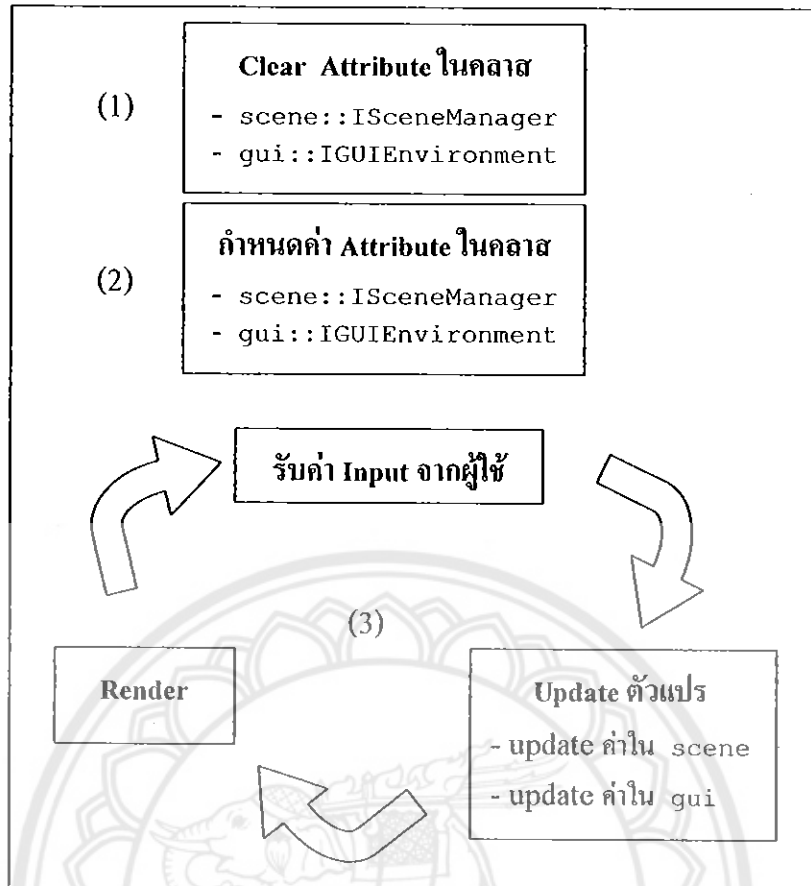 Clear Attribute ในคลาส
(1)
- scene::ISceneManager
- gui::IGUIEnvironment
กำหนดค่า Attribute ในคลาส
(2)
- scene::ISceneManager
- gui::IGUIEnvironment
รับค่า Input จากผู้ใช้
(3)
Render
Update ตัวแปร
- update ค่าใน scene
- update ค่าใน gui